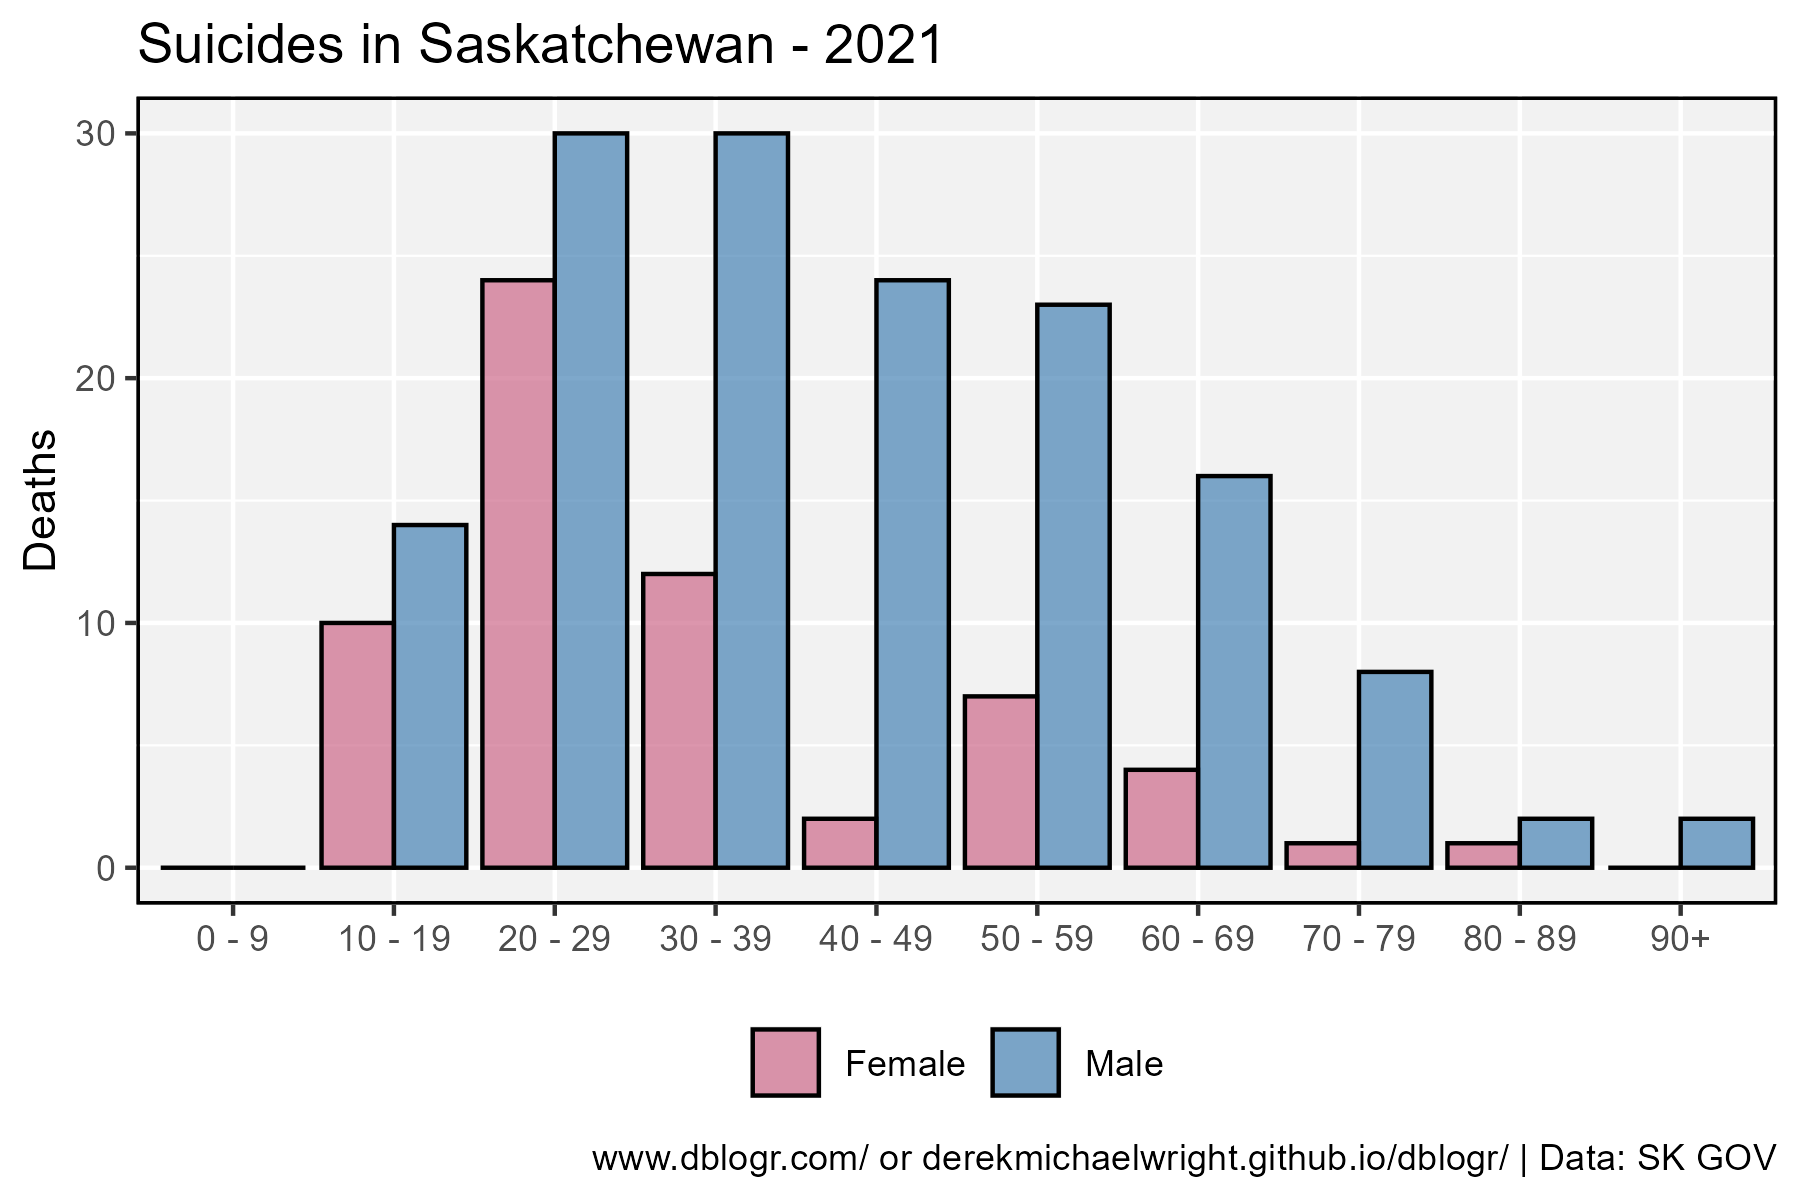 Suicides in Saskatchewan - 2021
Deaths
30
20
10
0
0 - 9 10 - 19 20 - 29 30 - 39 40 - 49 50 - 59 60 - 69 70 - 79 80 - 89 90+
Female Male
www.dblogr.com/ or derekmichaelwright.github.io/dblogr/ | Data: SK GOV